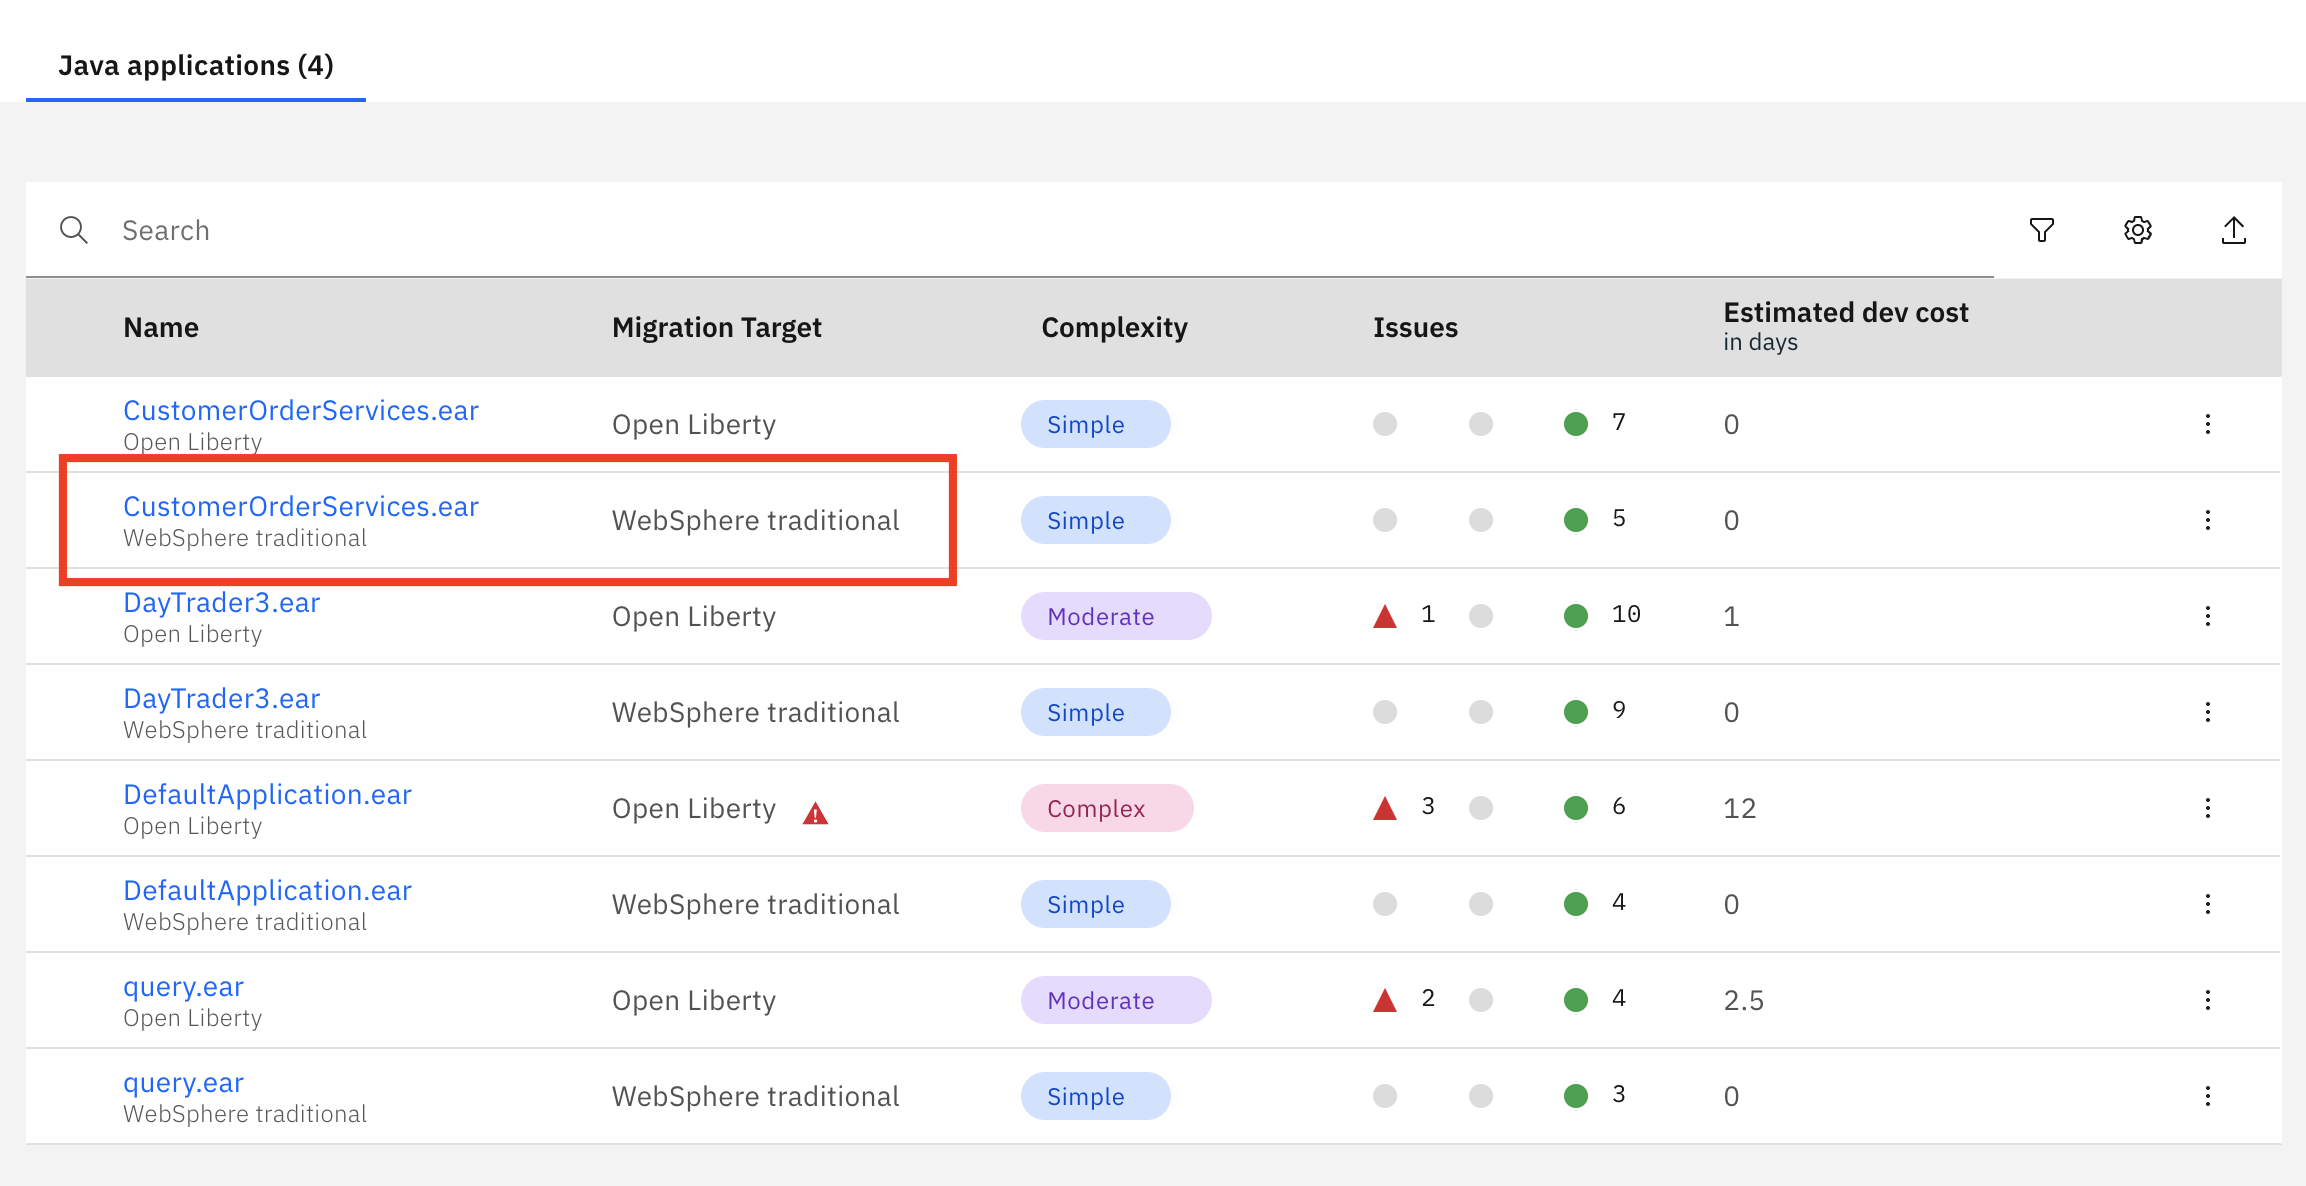 Java applications (4)
Search
Name Migration Target Complexity Issues Estimated dev cost
in days
CustomerOrderServices.ear Open Liberty Simple 7 0
Open Liberty
CustomerOrderServices.ear WebSphere traditional Simple 5 0
WebSphere traditional
DayTrader3.ear Open Liberty Moderate 1 10 1
Open Liberty
DayTrader3.ear WebSphere traditional Simple 9 0
WebSphere traditional
DefaultApplication.ear Open Liberty Complex 3 6 12
Open Liberty
DefaultApplication.ear WebSphere traditional Simple 4 0
WebSphere traditional
query.ear Open Liberty Moderate 2 4 2.5
Open Liberty
query.ear WebSphere traditional Simple 3 0
WebSphere traditional